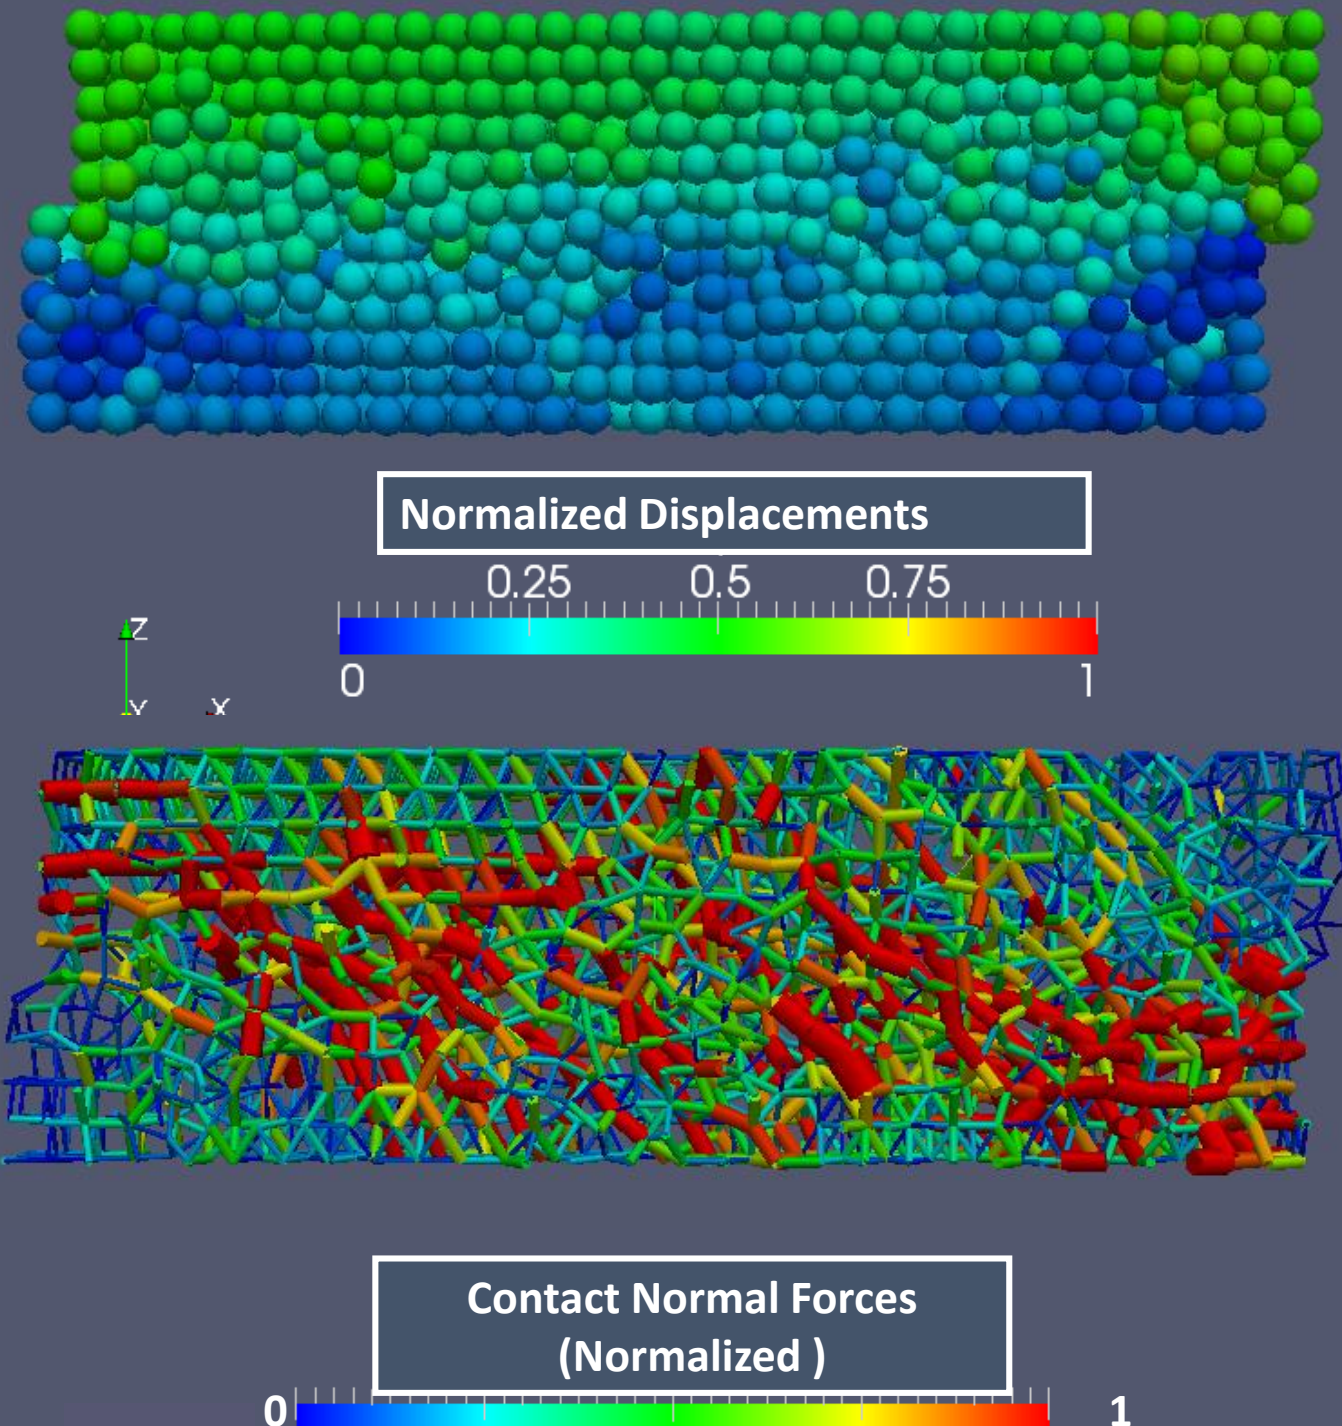 Normalized Displacements
0.25 0.5 0.75
0 1
Z
Y X
Contact Normal Forces
(Normalized )
0 1